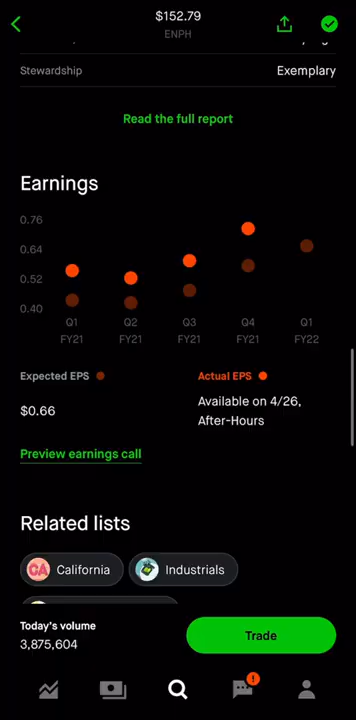 $152.79
ENPH
Stewardship
Exemplary
Read the full report
Earnings
0.76
0.64
0.52
0.40
Q1 Q2 Q3 Q4 Q1
FY21 FY21 FY21 FY21 FY22
Expected EPS
Actual EPS
$0.66
Available on 4/26,
After-Hours
Preview earnings call
Related lists
CA California
Industrials
Today's volume
3,875,604
Trade
!